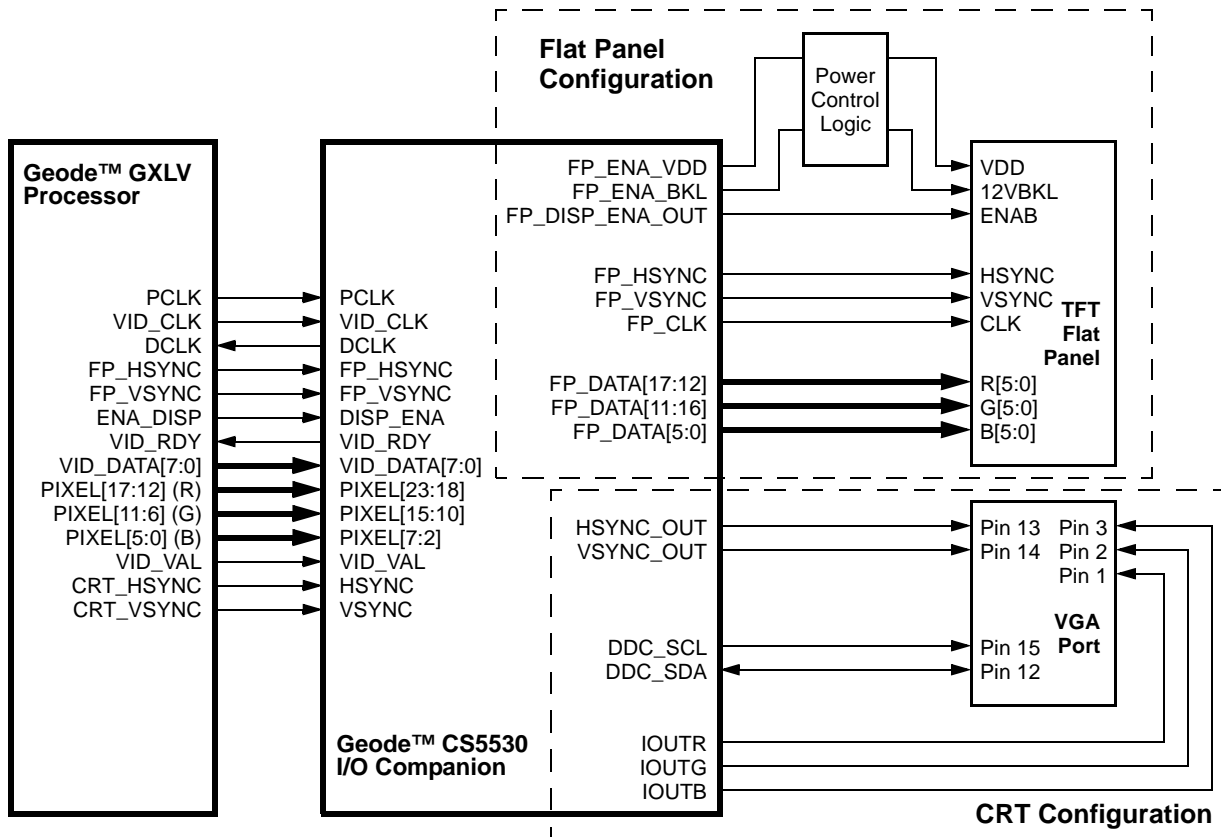 Flat Panel
Configuration
Power
Control
Logic
Geode™ GXLV
Processor
PCLK
VID_CLK
DCLK
FP_HSYNC
FP_VSYNC
ENA_DISP
VID_RDY
VID_DATA[7:0]
PIXEL[17:12] (R)
PIXEL[11:6] (G)
PIXEL[5:0] (B)
VID_VAL
CRT_HSYNC
CRT_VSYNC
PCLK
VID_CLK
DCLK
FP_HSYNC
FP_VSYNC
DISP_ENA
VID_RDY
VID_DATA[7:0]
PIXEL[23:18]
PIXEL[15:10]
PIXEL[7:2]
VID_VAL
HSYNC
VSYNC
Geode™ CS5530
I/O Companion
FP_ENA_VDD
FP_ENA_BKL
FP_DISP_ENA_OUT
FP_HSYNC
FP_VSYNC
FP_CLK
FP_DATA[17:12]
FP_DATA[11:16]
FP_DATA[5:0]
HSYNC_OUT
VSYNC_OUT
DDC_SCL
DDC_SDA
IOUTR
IOUTG
IOUTB
VDD
12VBKL
ENAB
HSYNC
VSYNC
CLK
TFT
Flat
Panel
R[5:0]
G[5:0]
B[5:0]
Pin 13 Pin 3
Pin 14 Pin 2
Pin 1
VGA
Port
Pin 15
Pin 12
CRT Configuration